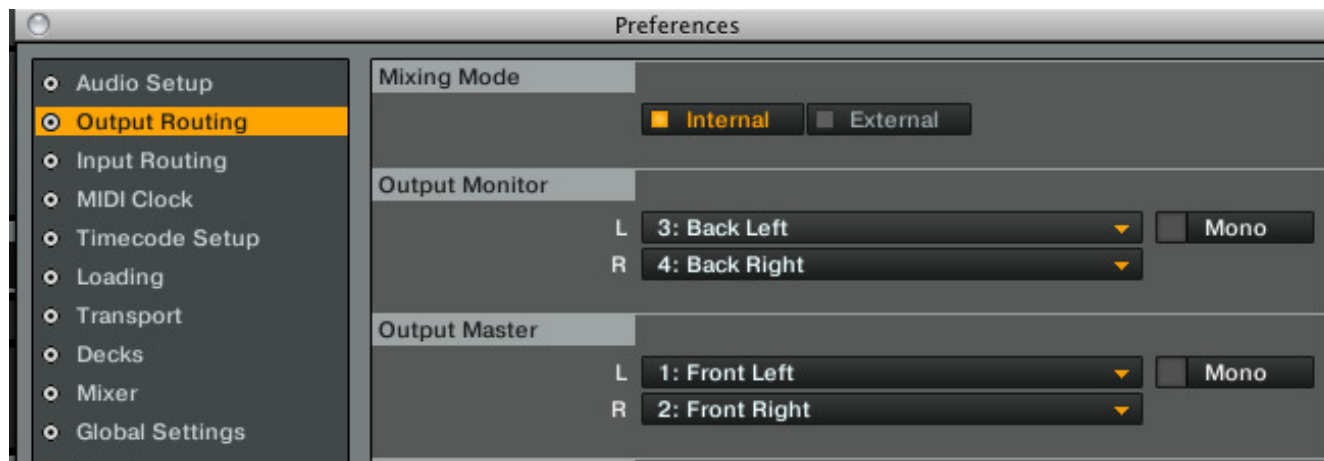 Preferences
Audio Setup
Output Routing
Input Routing
MIDI Clock
Timecode Setup
Loading
Transport
Decks
Mixer
Global Settings
Mixing Mode
Internal External
Output Monitor
L 3: Back Left Mono
R 4: Back Right
Output Master
L 1: Front Left Mono
R 2: Front Right